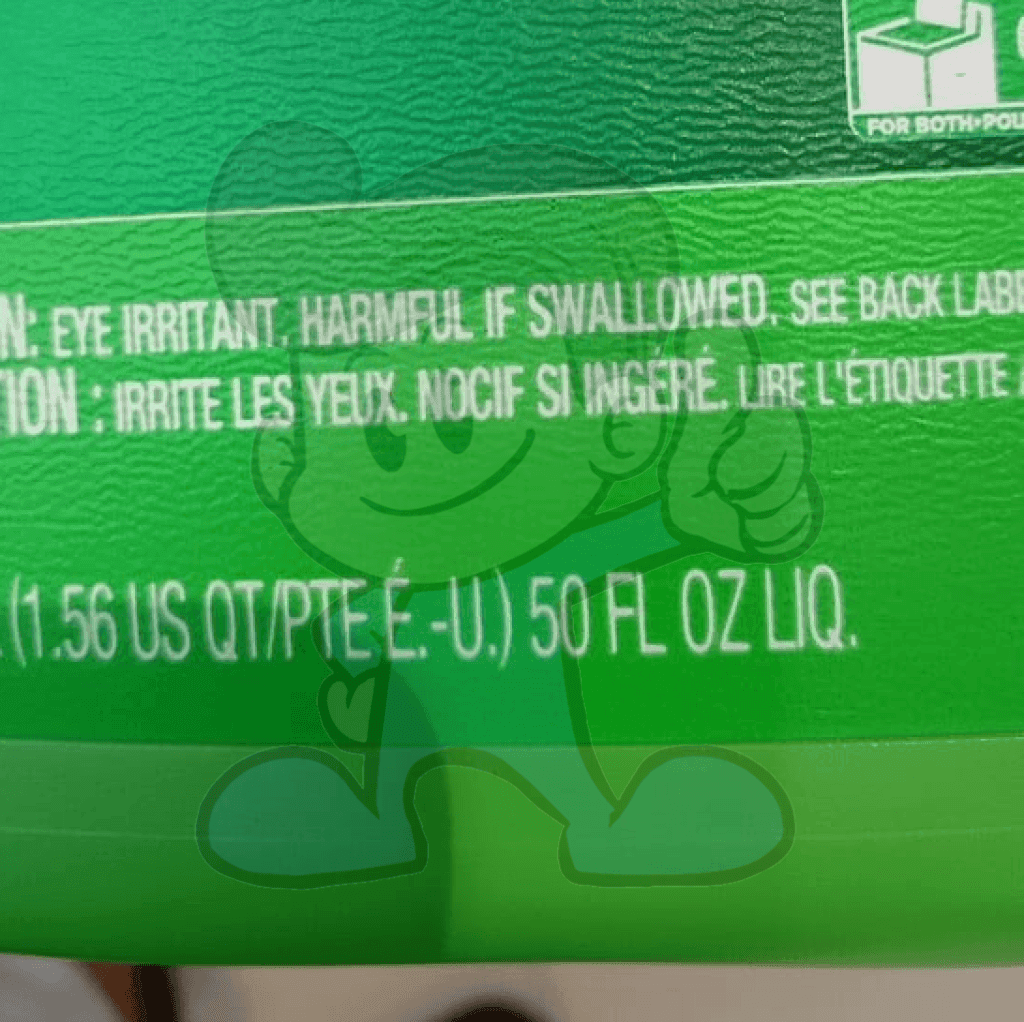 FOR BOTH•POU
N: EYE IRRITANT. HARMFUL IF SWALLOWED. SEE BACK LABE
TION : IRRITE LES YEUX. NOCIF SI INGÉRÉ. LIRE L'ÉTIQUETTE A
(1.56 US QT/PTE É.-U.) 50 FL OZ LIQ.